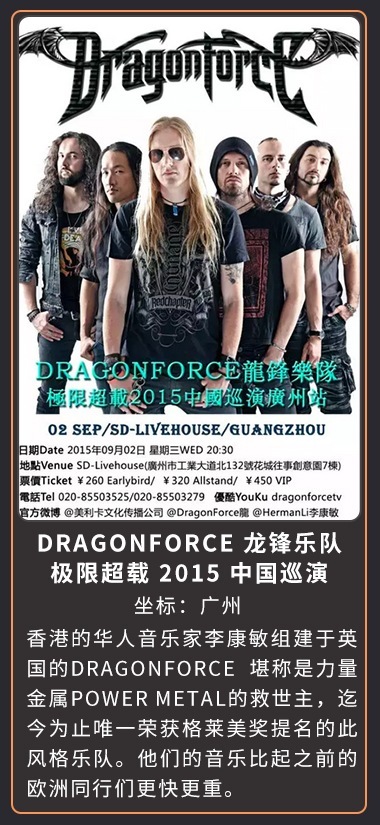 DRAGONFORCE
DRAGONFORCE龍鋒樂隊
極限超載2015中國巡演廣州站
02 SEP/SD-LIVEHOUSE/GUANGZHOU
日期Date 2015年09月02日 星期三WED 20:30
地點Venue SD-Livehouse(廣州市工業大道北132號花城往事創意園7棟)
票價Ticket ￥260 Earlybird/ ￥320 Allstand/ ￥450 VIP
電話Tel 020-85503525/020-85503279 優酷YouKu dragonforcetv
官方微博 @美利卡文化传播公司 @DragonForce龍 @HermanLi李康敏
DRAGONFORCE 龙锋乐队
极限超载 2015 中国巡演
坐标：广州
香港的华人音乐家李康敏组建于英
国的DRAGONFORCE 堪称是力量
金属POWER METAL的救世主，迄
今为止唯一荣获格莱美奖提名的此
风格乐队。他们的音乐比起之前的
欧洲同行们更快更重。